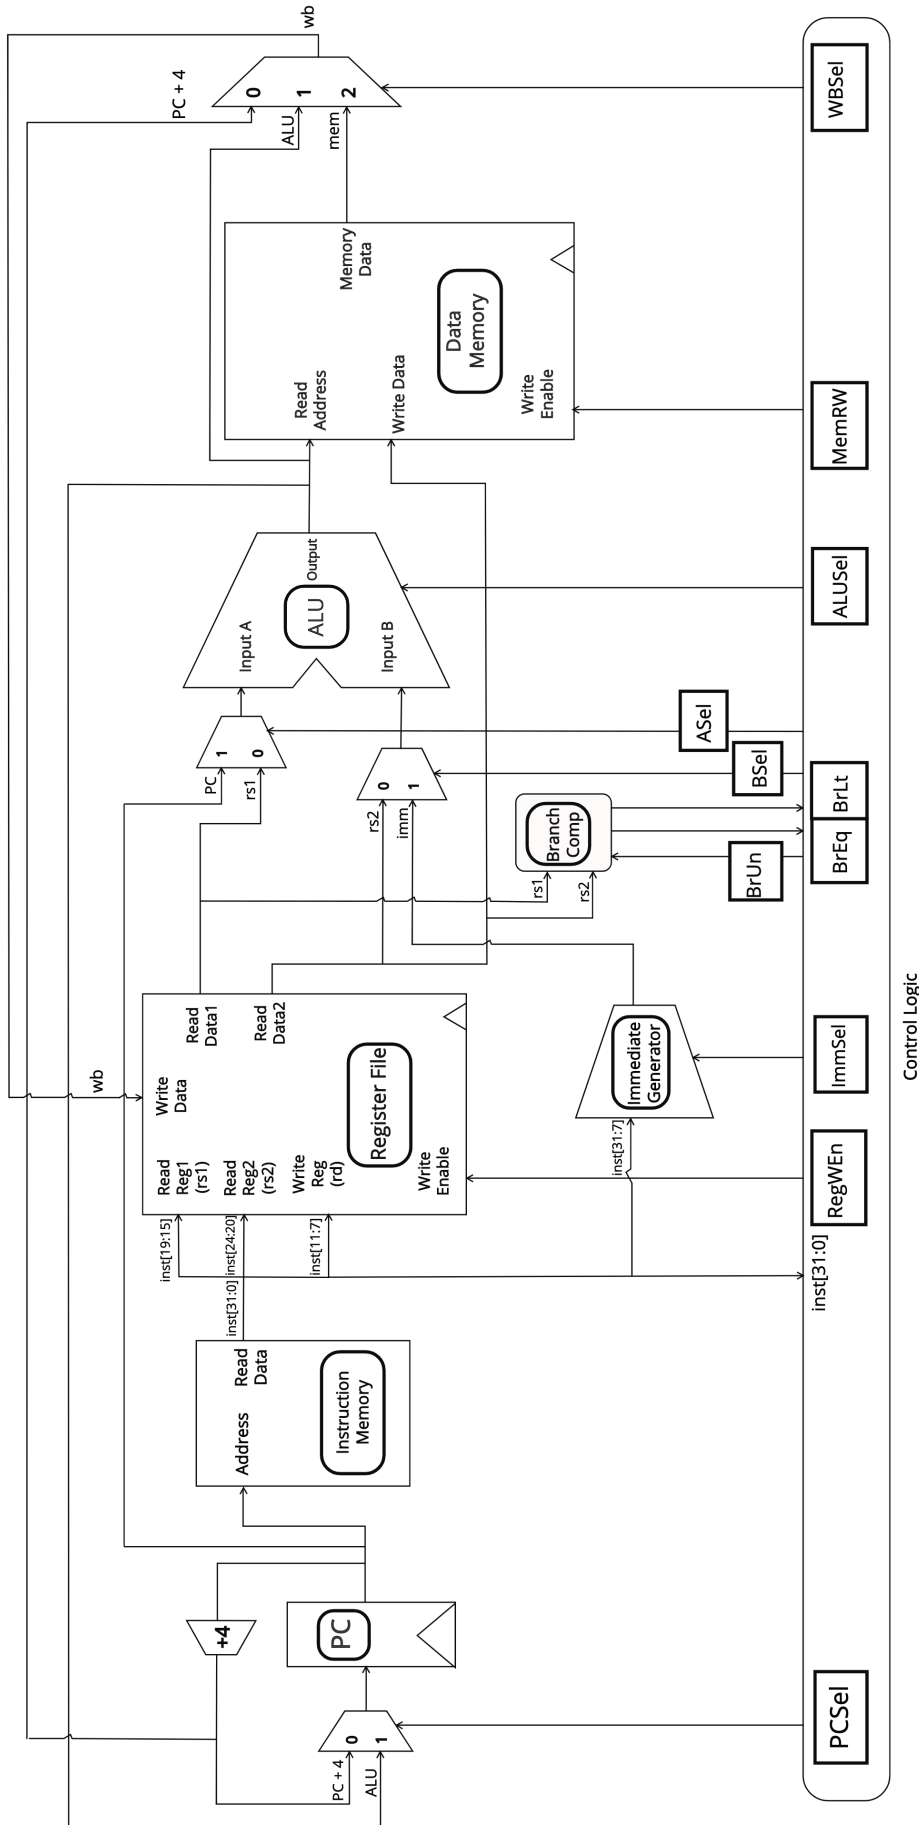 PCSel
PC + 4
ALU
0
1
+4
PC
Address
Read
Data
Instruction
Memory
inst[31:0]
inst[19:15]
inst[24:20]
inst[11:7]
inst[31:7]
inst[31:0]
Read
Reg1
(rs1)
Read
Reg2
(rs2)
Write
Reg
(rd)
Write
Enable
Write
Data
wb
Register File
Read
Data1
Read
Data2
RegWEn
Immediate
Generator
ImmSel
Control Logic
rs1
rs2
Branch
Comp
BrUn
BrEq
BrLt
PC
rs1
1
0
rs2
imm
0
1
BSel
ASel
Input A
Input B
ALU
Output
ALUSel
Read
Address
Write Data
Write
Enable
Data
Memory
Memory
Data
MemRW
PC + 4
ALU
mem
0
1
2
wb
WBSel